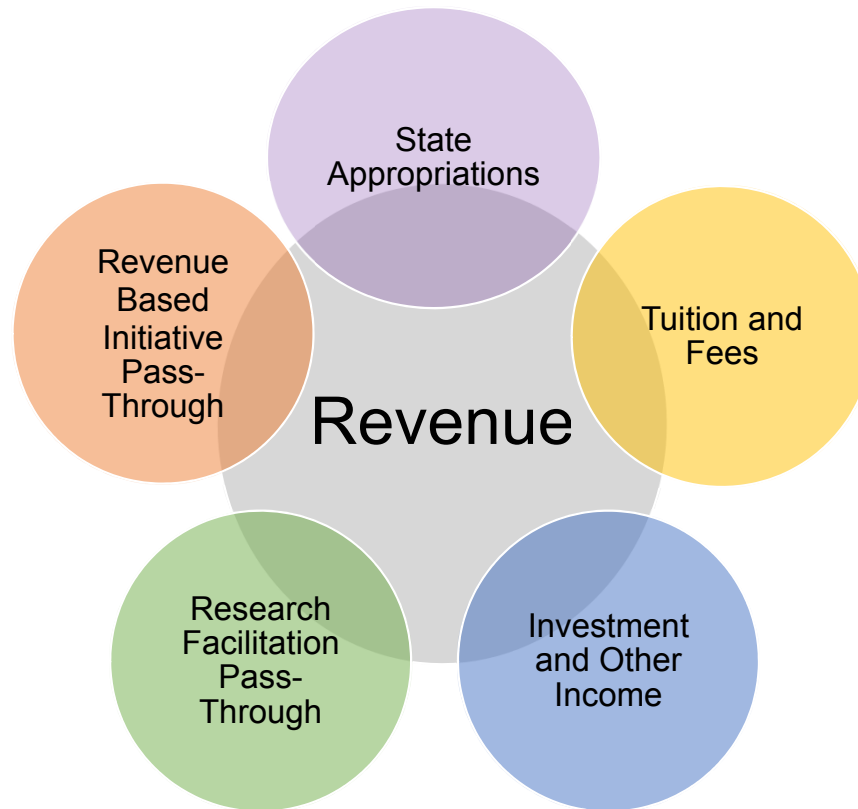 State
Appropriations
Revenue
Based
Initiative
Pass-
Through
Tuition and
Fees
Revenue
Research
Facilitation
Pass-
Through
Investment
and Other
Income